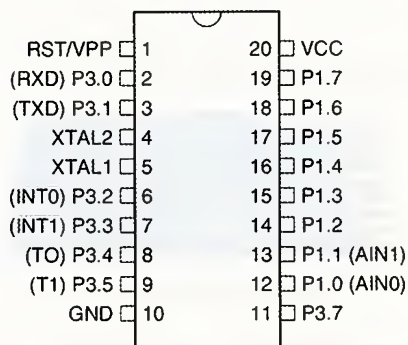 RST/VPP 1 20 VCC
(RXD) P3.0 2 19 P1.7
(TXD) P3.1 3 18 P1.6
XTAL2 4 17 P1.5
XTAL1 5 16 P1.4
(INT0) P3.2 6 15 P1.3
(INT1) P3.3 7 14 P1.2
(TO) P3.4 8 13 P1.1 (AIN1)
(T1) P3.5 9 12 P1.0 (AIN0)
GND 10 11 P3.7